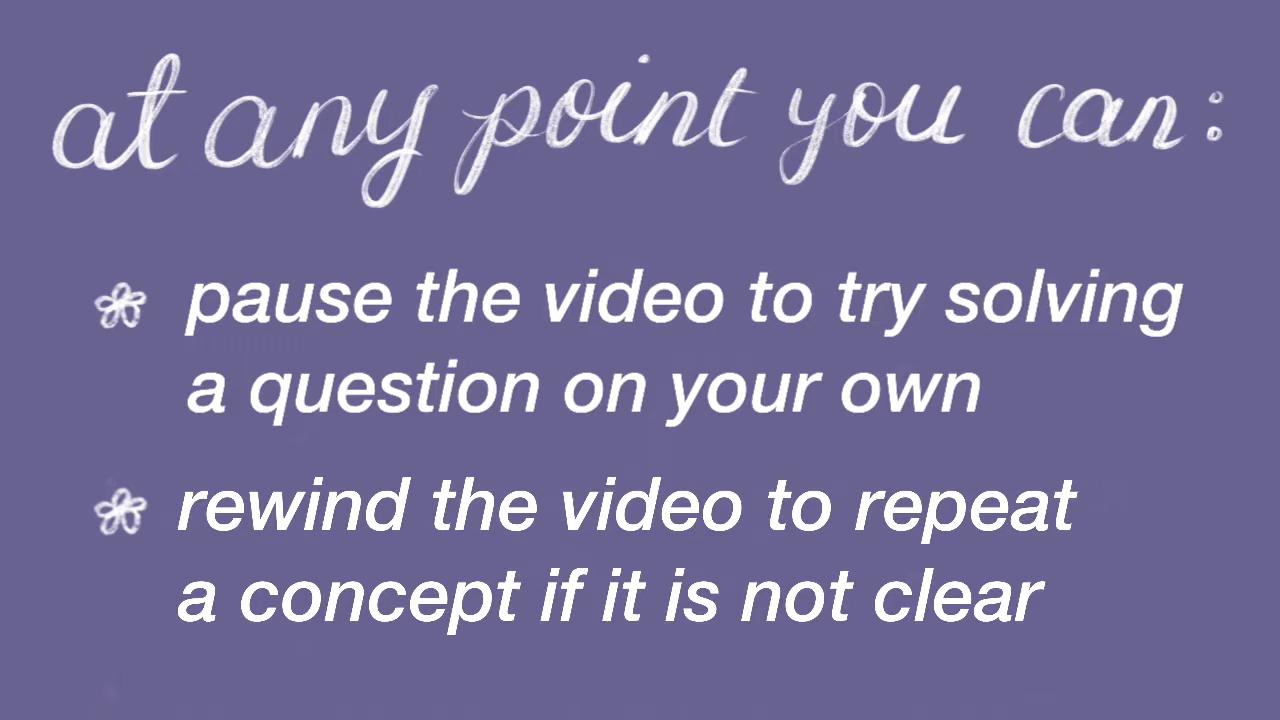 at any point you can:
pause the video to try solving
a question on your own
rewind the video to repeat
a concept if it is not clear